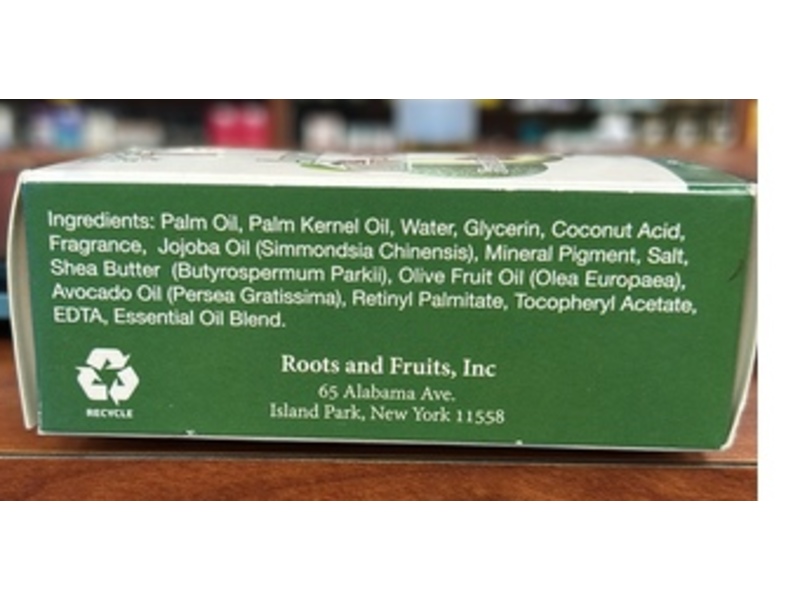 Ingredients: Palm Oil, Palm Kernel Oil, Water, Glycerin, Coconut Acid,
Fragrance, Jojoba Oil (Simmondsia Chinensis), Mineral Pigment, Salt,
Shea Butter (Butyrospermum Parkii), Olive Fruit Oil (Olea Europaea),
Avocado Oil (Persea Gratissima), Retinyl Palmitate, Tocopheryl Acetate,
EDTA, Essential Oil Blend.
RECYCLE
Roots and Fruits, Inc
65 Alabama Ave.
Island Park, New York 11558